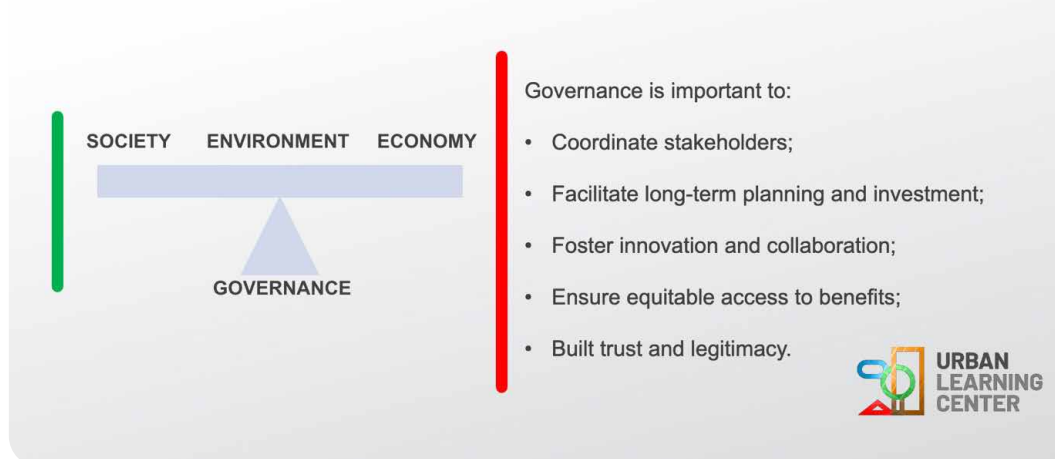 SOCIETY ENVIRONMENT ECONOMY
GOVERNANCE
Governance is important to:
• Coordinate stakeholders;
• Facilitate long-term planning and investment;
• Foster innovation and collaboration;
• Ensure equitable access to benefits;
• Built trust and legitimacy.
URBAN
LEARNING
CENTER